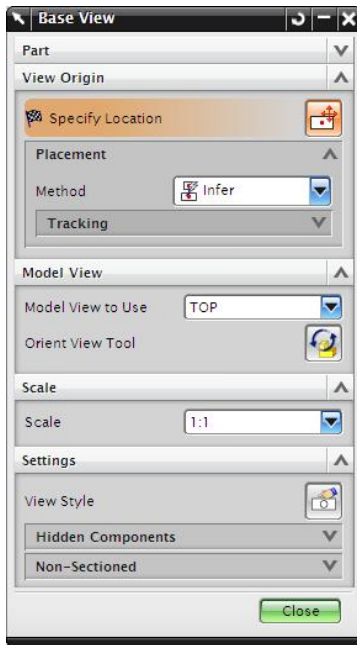 Base View
Part
View Origin
Specify Location
Placement
Method Infer
Tracking
Model View
Model View to Use TOP
Orient View Tool
Scale
Scale 1:1
Settings
View Style
Hidden Components
Non-Sectioned
Close